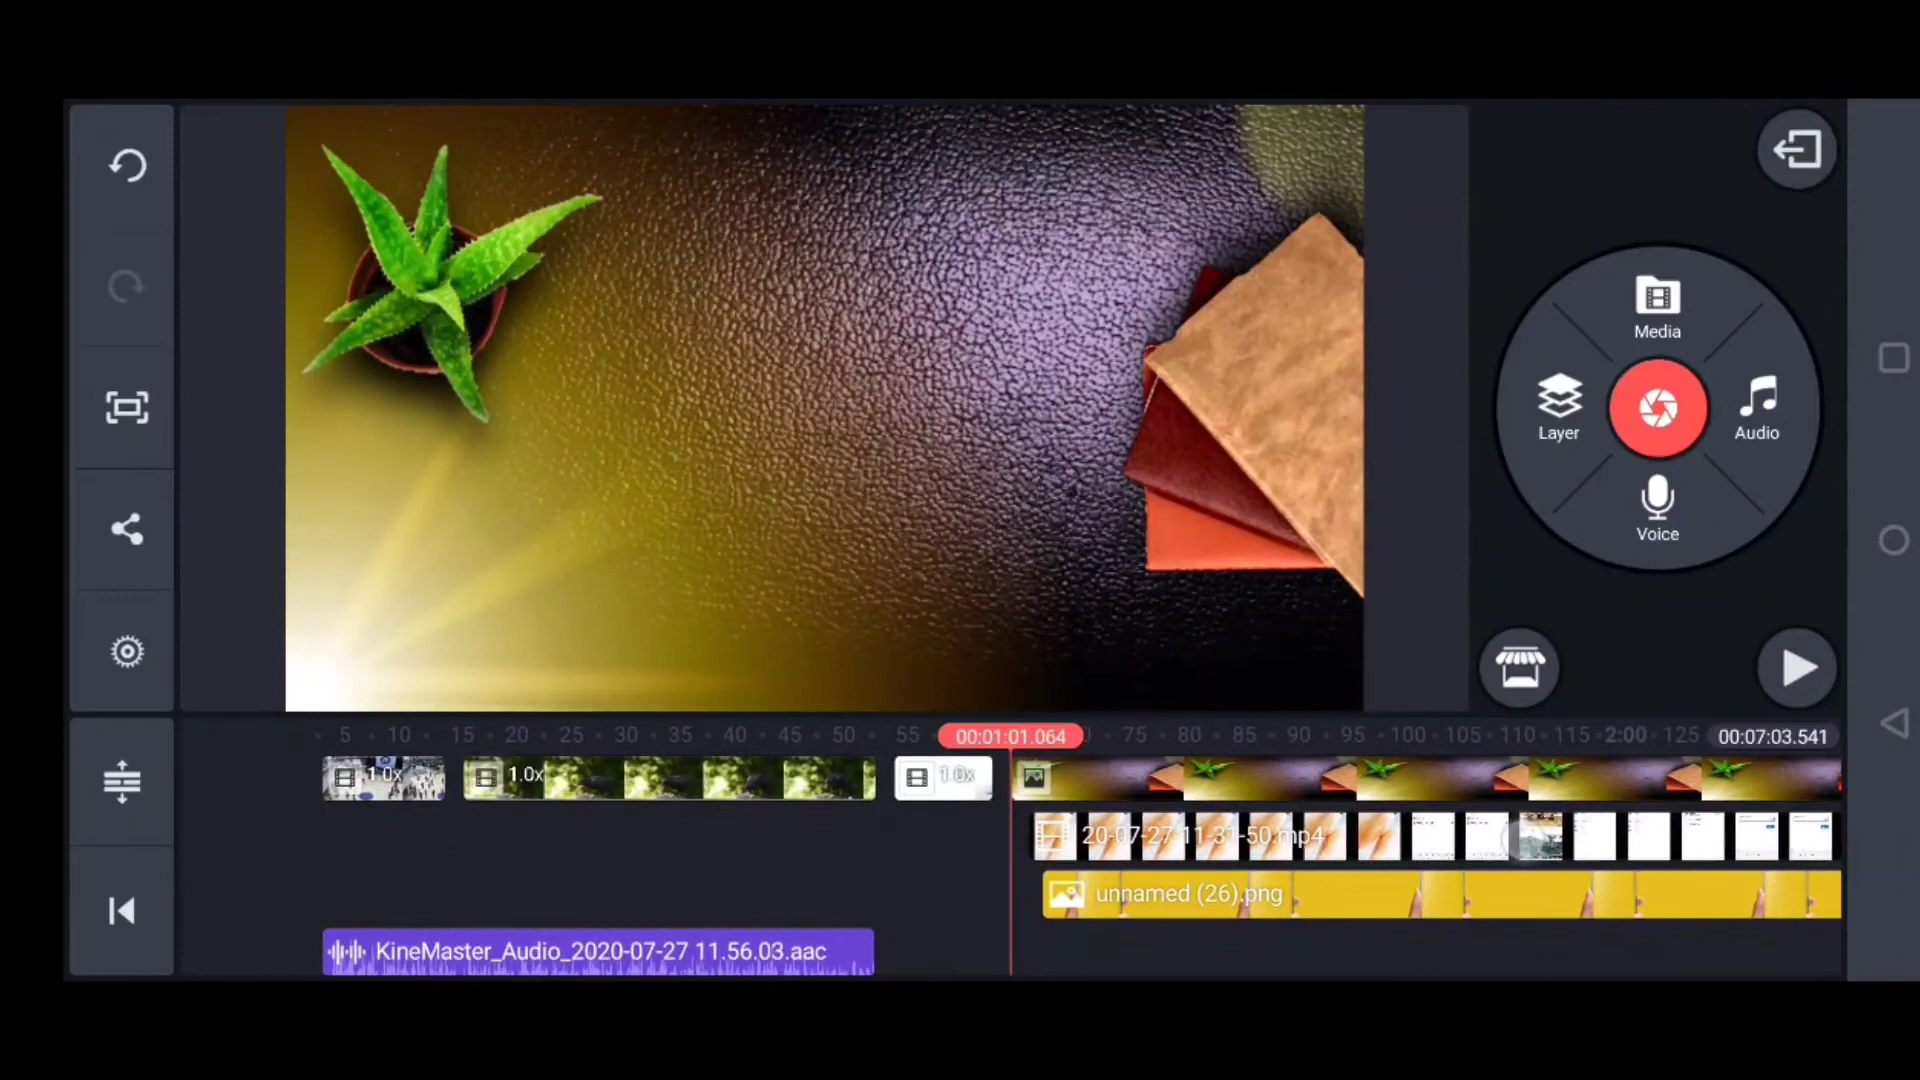 Media
Layer
Audio
Voice
5 10 15 20 25 30 35 40 45 50 55 00:01:01.064 75 80 85 90 95 100 105 110 115 2:00 125 00:07:03.541
1.0x 1.0x 1.0x
20-07-27-11-31-50.mp4
unnamed (26).png
KineMaster_Audio_2020-07-27 11.56.03.aac